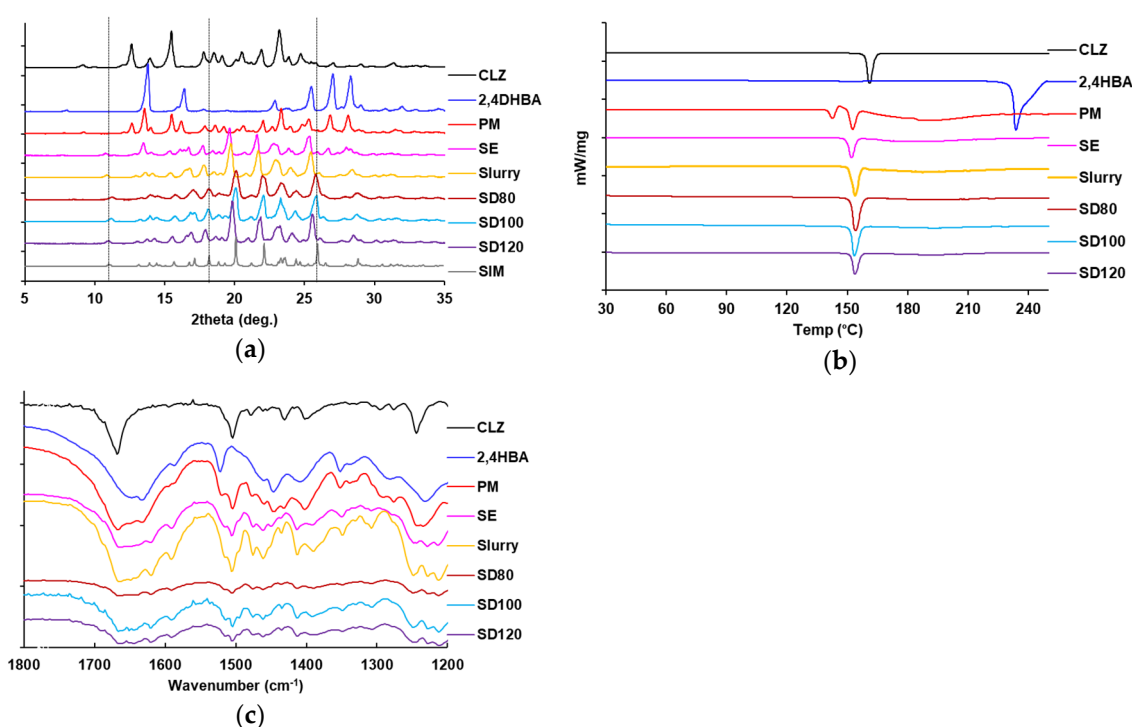 CLZ
2,4DHBA
PM
SE
Slurry
SD80
SD100
SD120
SIM
5 10 15 20 25 30 35
2theta (deg.)
(a)
mW/mg
CLZ
2,4HBA
PM
SE
Slurry
SD80
SD100
SD120
30 60 90 120 150 180 210 240
Temp (°C)
(b)
CLZ
2,4HBA
PM
SE
Slurry
SD80
SD100
SD120
1800 1700 1600 1500 1400 1300 1200
Wavenumber (cm-1)
(c)